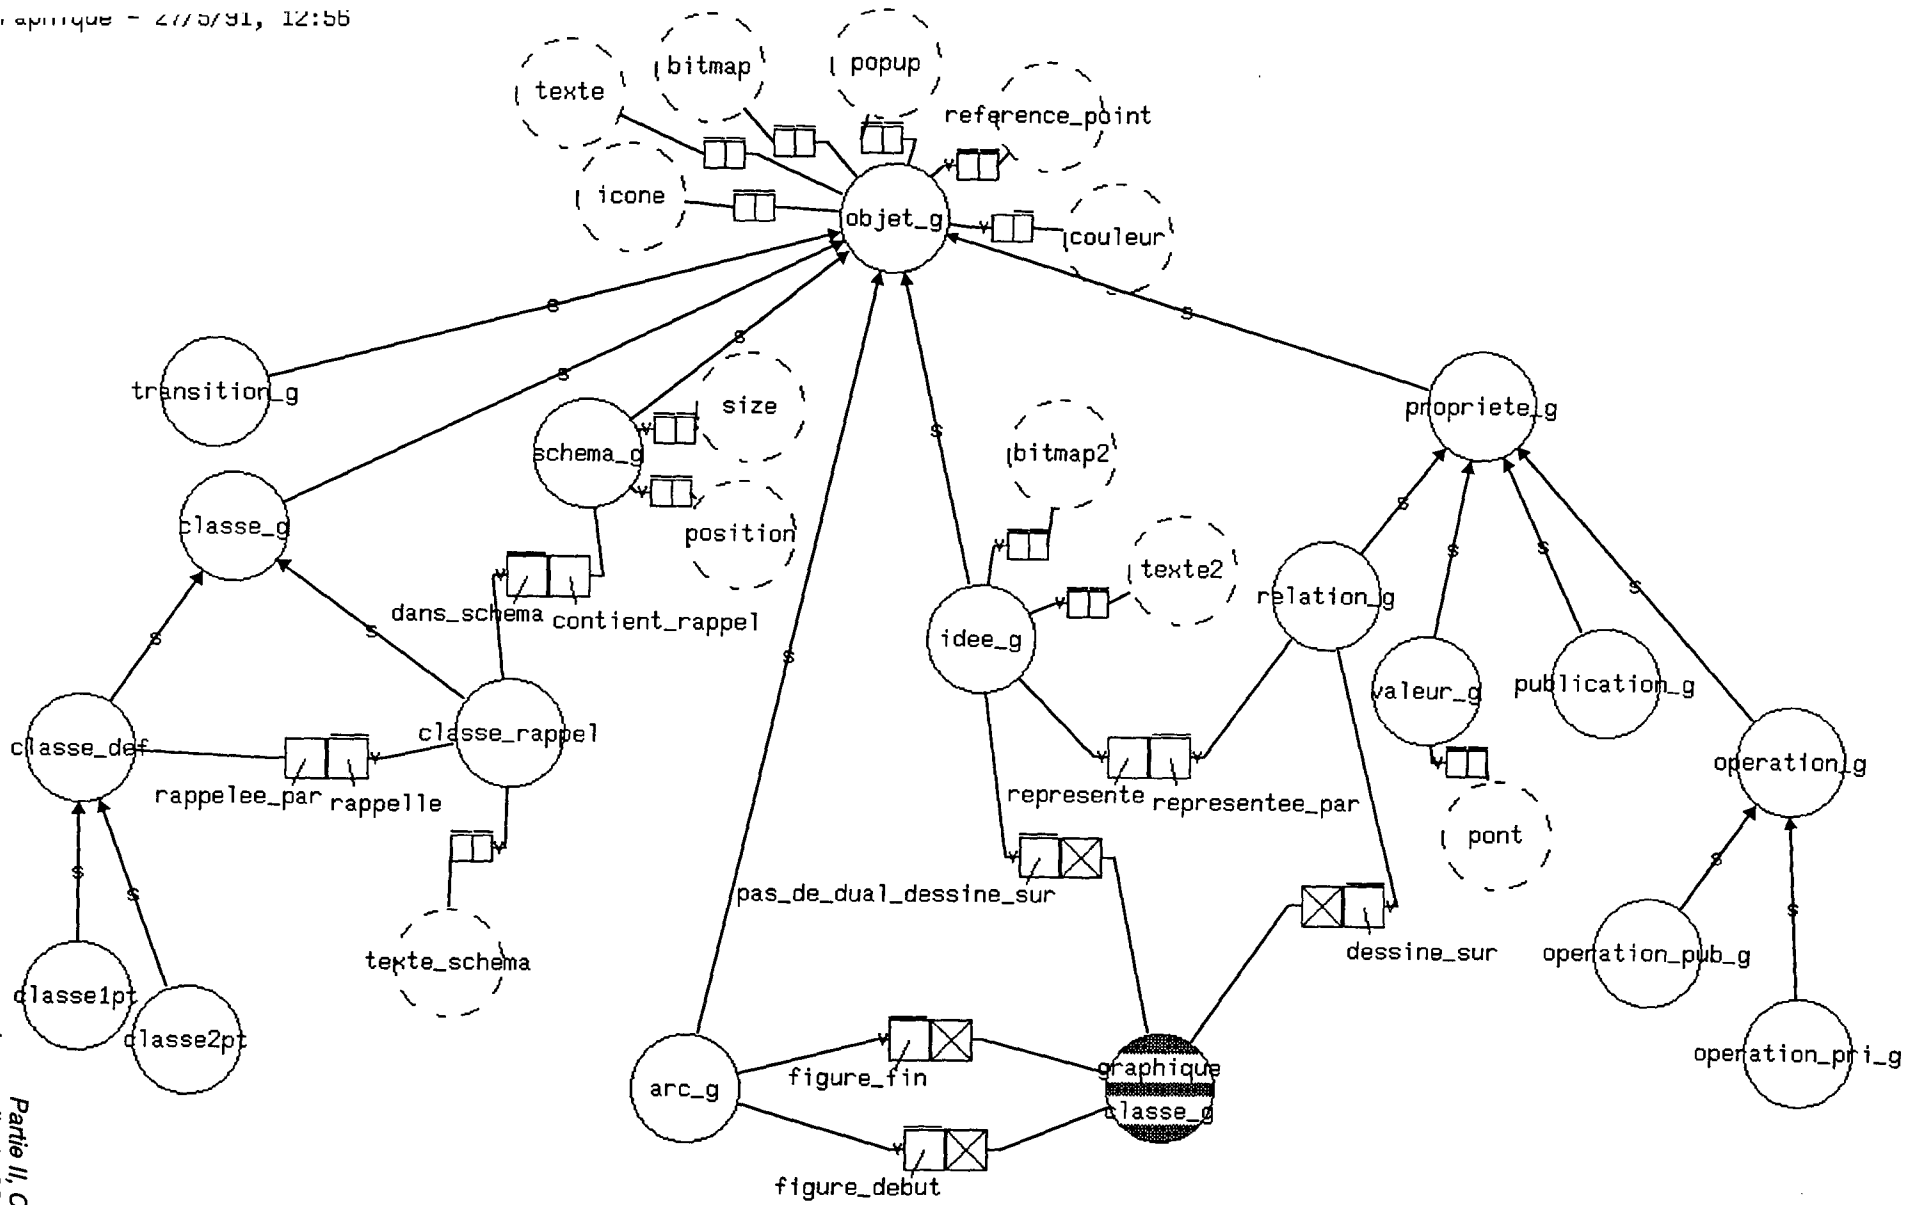 raphique - 27/5/91, 12:56
texte
bitmap
popup
reference_point
icone
objet_g
couleur
s
s
s
s
transition_g
size
schema_g
propriete_g
s
bitmap2
v
v
position
classe_g
s
s
s
v
v
dans_schema
contient_rappel
texte2
v
relation_g
s
s
s
idee_g
s
valeur_g
publication_g
classe_def
classe_rappel
v
rappelee_par
rappelle
v
v
represente
representee_par
v
operation_g
pont
v
v
pas_de_dual_dessine_sur
s
s
s
v
dessine_sur
s
texte_schema
operation_pub_g
classe1pt
classe2pt
v
figure_fin
arc_g
graphique
classe_g
operation_pri_g
v
figure_debut
Partie II, C